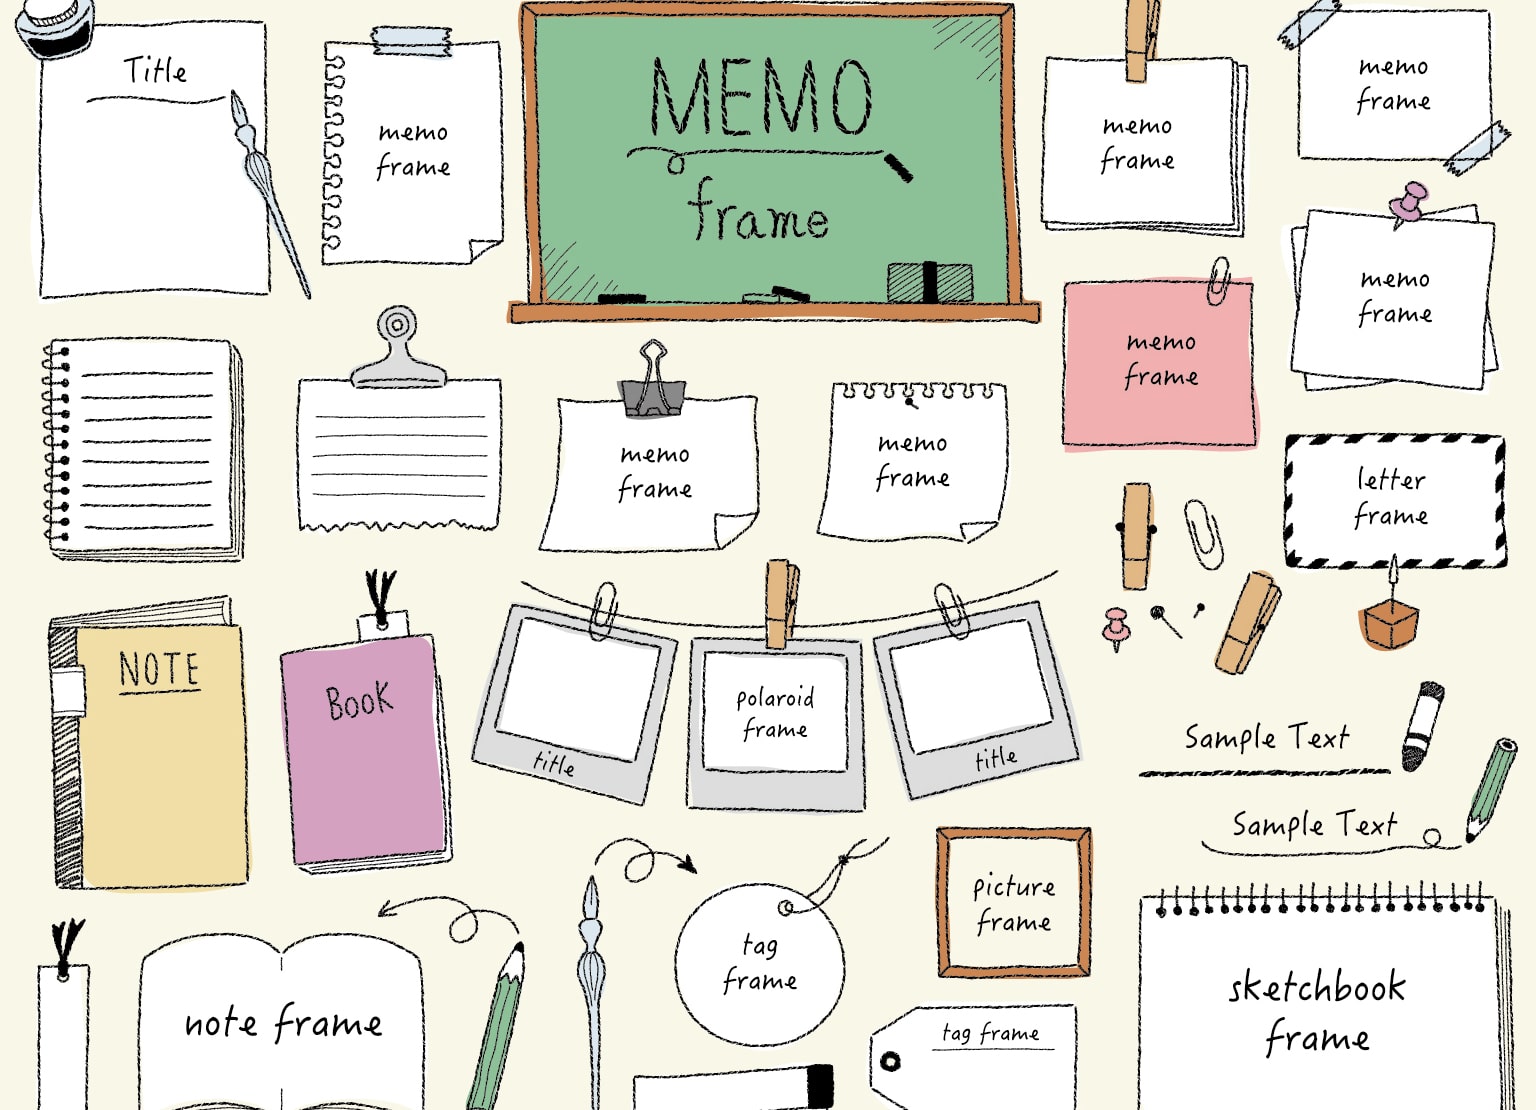 Title
memo
frame
MEMO
frame
memo
frame
memo
frame
memo
frame
memo
frame
memo
frame
memo
frame
letter
frame
NOTE
BOOK
title
polaroid
frame
title
Sample Text
Sample Text
note frame
tag
frame
picture
frame
tag frame
sketchbook
frame